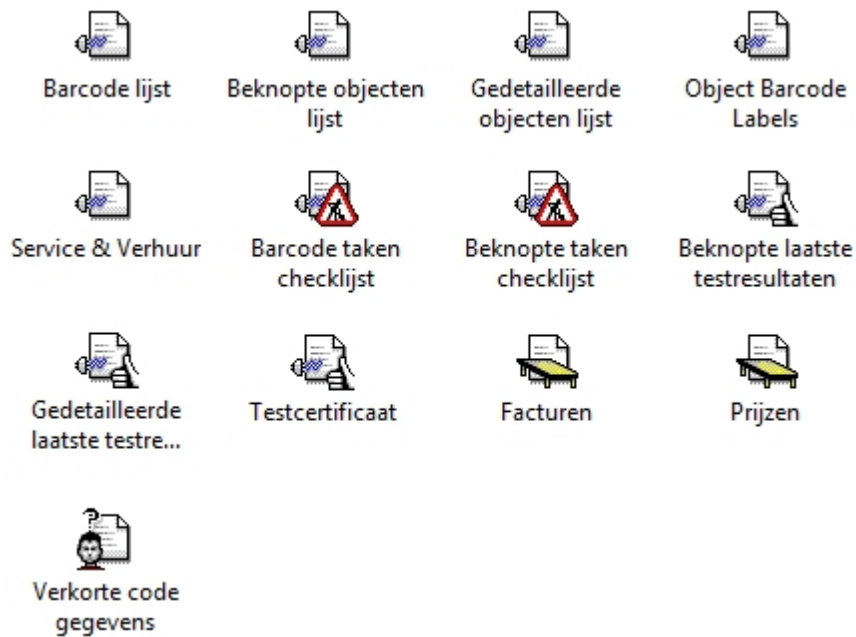 Barcode lijst
Beknopte objecten
lijst
Gedetailleerde
objecten lijst
Object Barcode
Labels
Service & Verhuur
Barcode taken
checklijst
Beknopte taken
checklijst
Beknopte laatste
testresultaten
Gedetailleerde
laatste testre...
Testcertificaat
Facturen
Prijzen
Verkorte code
gegevens